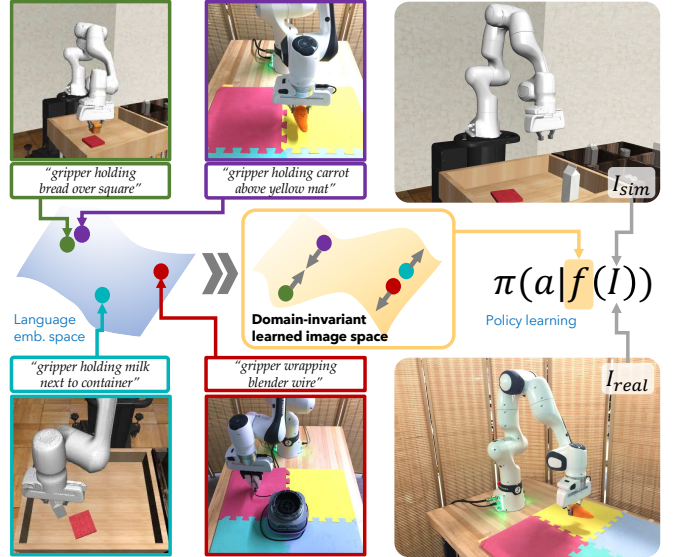 “gripper holding
bread over square”
“gripper holding carrot
above yellow mat”
I_sim
Language
emb. space
Domain-invariant
learned image space
π(a|f(I))
Policy learning
“gripper holding milk
next to container”
“gripper wrapping
blender wire”
I_real